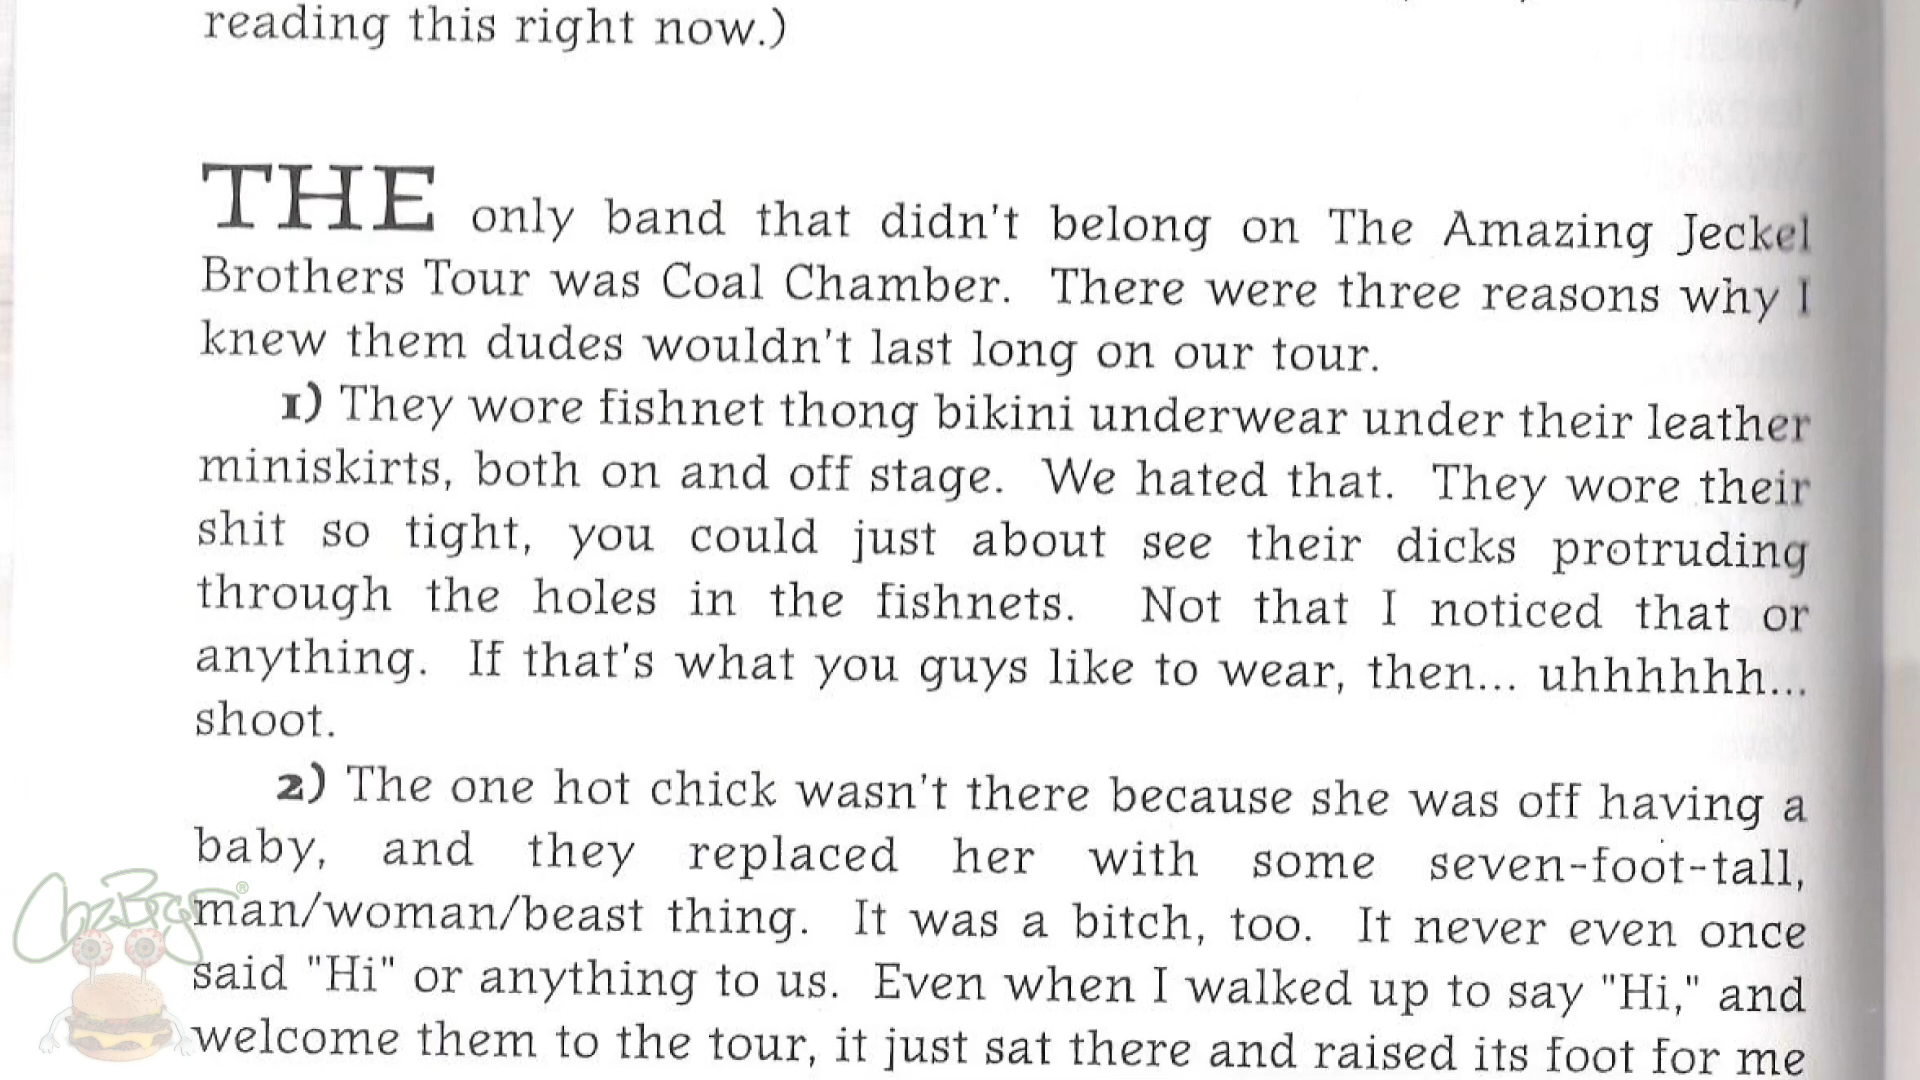 reading this right now.)
THE only band that didn't belong on The Amazing Jeckel
Brothers Tour was Coal Chamber. There were three reasons why I
knew them dudes wouldn't last long on our tour.
1) They wore fishnet thong bikini underwear under their leather
miniskirts, both on and off stage. We hated that. They wore their
shit so tight, you could just about see their dicks protruding
through the holes in the fishnets. Not that I noticed that or
anything. If that's what you guys like to wear, then... uhhhhhh...
shoot.
2) The one hot chick wasn't there because she was off having a
baby, and they replaced her with some seven-foot-tall,
man/woman/beast thing. It was a bitch, too. It never even once
said "Hi" or anything to us. Even when I walked up to say "Hi," and
welcome them to the tour, it just sat there and raised its foot for me